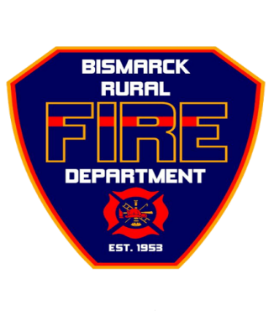 BISMARCK
RURAL
FIRE
DEPARTMENT
EST. 1953